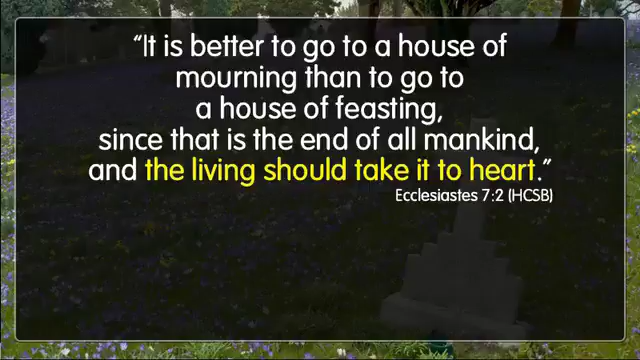 “It is better to go to a house of
mourning than to go to
a house of feasting,
since that is the end of all mankind,
and the living should take it to heart.”
Ecclesiastes 7:2 (HCSB)